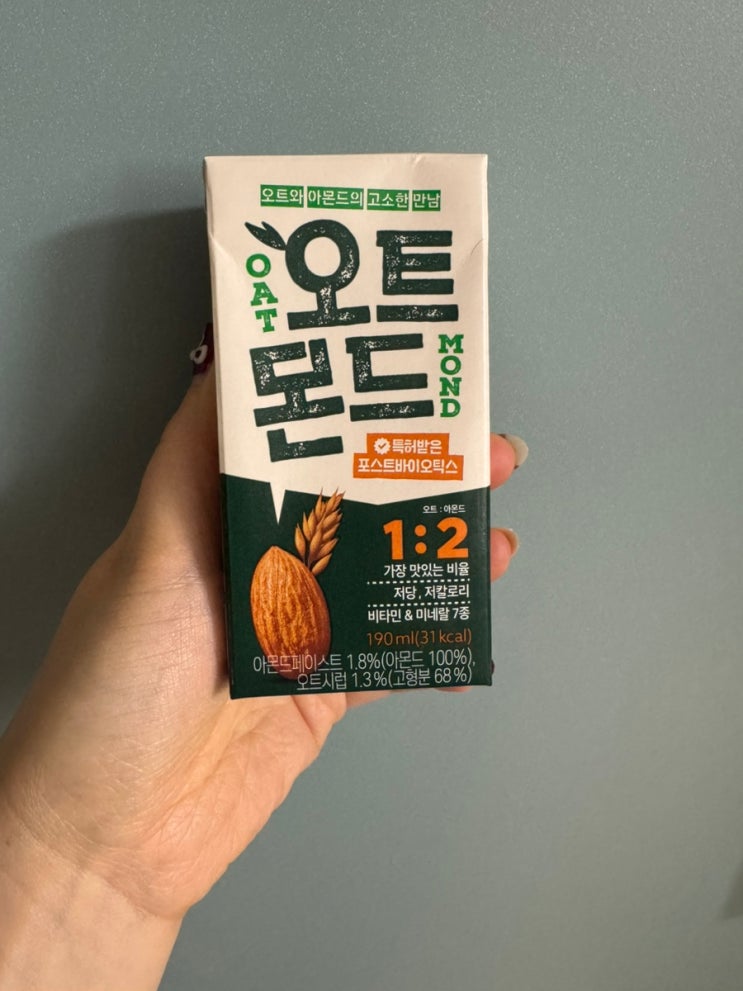 오트와 아몬드의 고소한 만남
OAT
오트
몬드
MOND
특허받은
포스트바이오틱스
오트 : 아몬드
1:2
가장 맛있는 비율
저당, 저칼로리
비타민 & 미네랄 7종
190ml(31kcal)
아몬드페이스트 1.8%(아몬드 100%),
오트시럽 1.3%(고형분 68%)